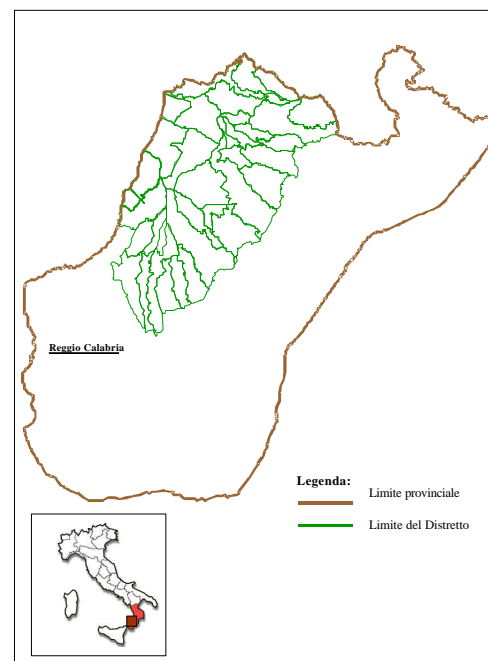 Reggio Calabria
Legenda:
Limite provinciale
Limite del Distretto